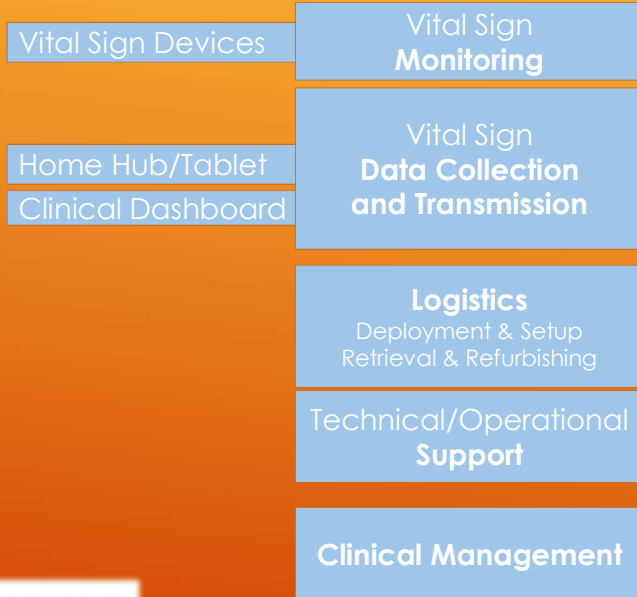 Vital Sign Devices
Vital Sign
Monitoring
Home Hub/Tablet
Clinical Dashboard
Vital Sign
Data Collection
and Transmission
Logistics
Deployment & Setup
Retrieval & Refurbishing
Technical/Operational
Support
Clinical Management